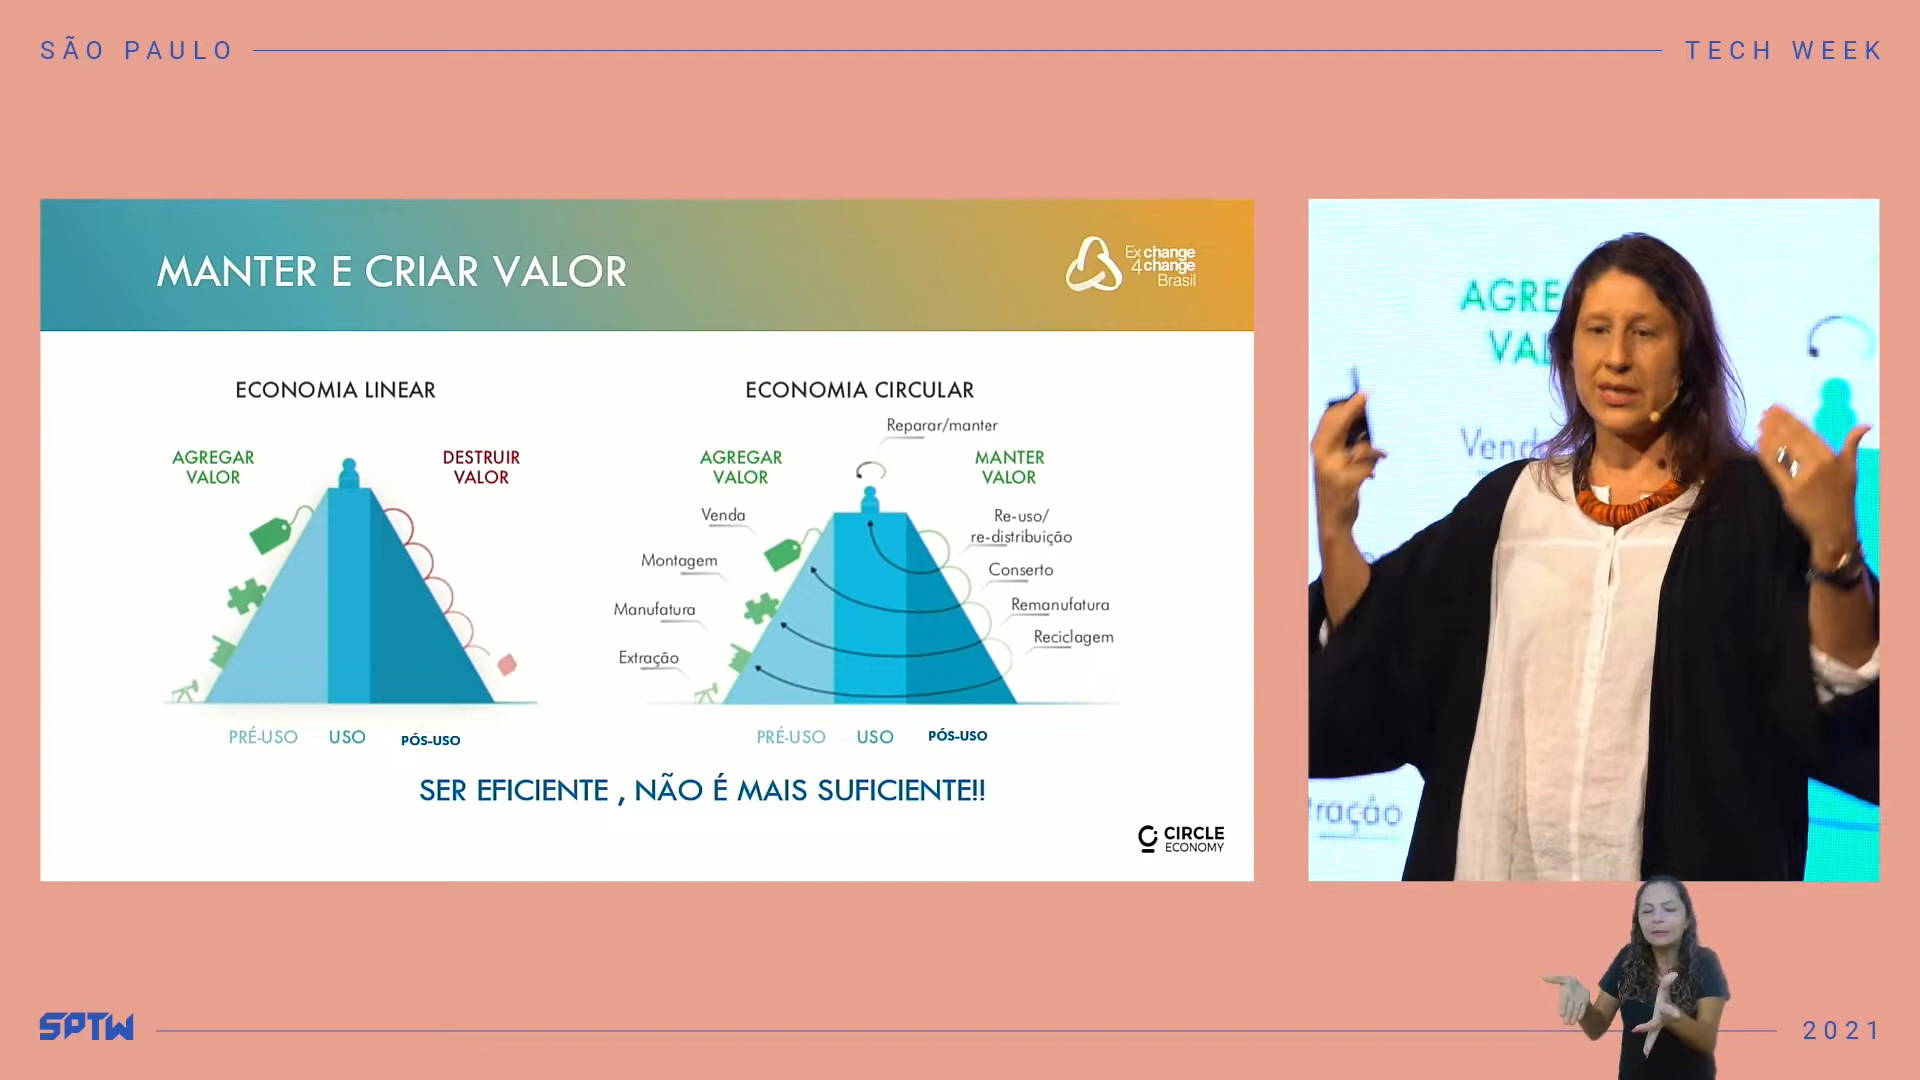 SÃO PAULO
TECH WEEK
MANTER E CRIAR VALOR
Ex change
4change
Brasil
ECONOMIA LINEAR
AGREGAR
VALOR
DESTRUIR
VALOR
PRÉ-USO
USO
PÓS-USO
ECONOMIA CIRCULAR
Reparar/manter
AGREGAR
VALOR
MANTER
VALOR
Venda
Montagem
Manufatura
Extração
Re-uso/
re-distribuição
Conserto
Remanufatura
Reciclagem
PRÉ-USO
USO
PÓS-USO
SER EFICIENTE , NÃO É MAIS SUFICIENTE!!
CIRCLE
ECONOMY
AGRE
VAL
Vend
ração
SPTW
2021